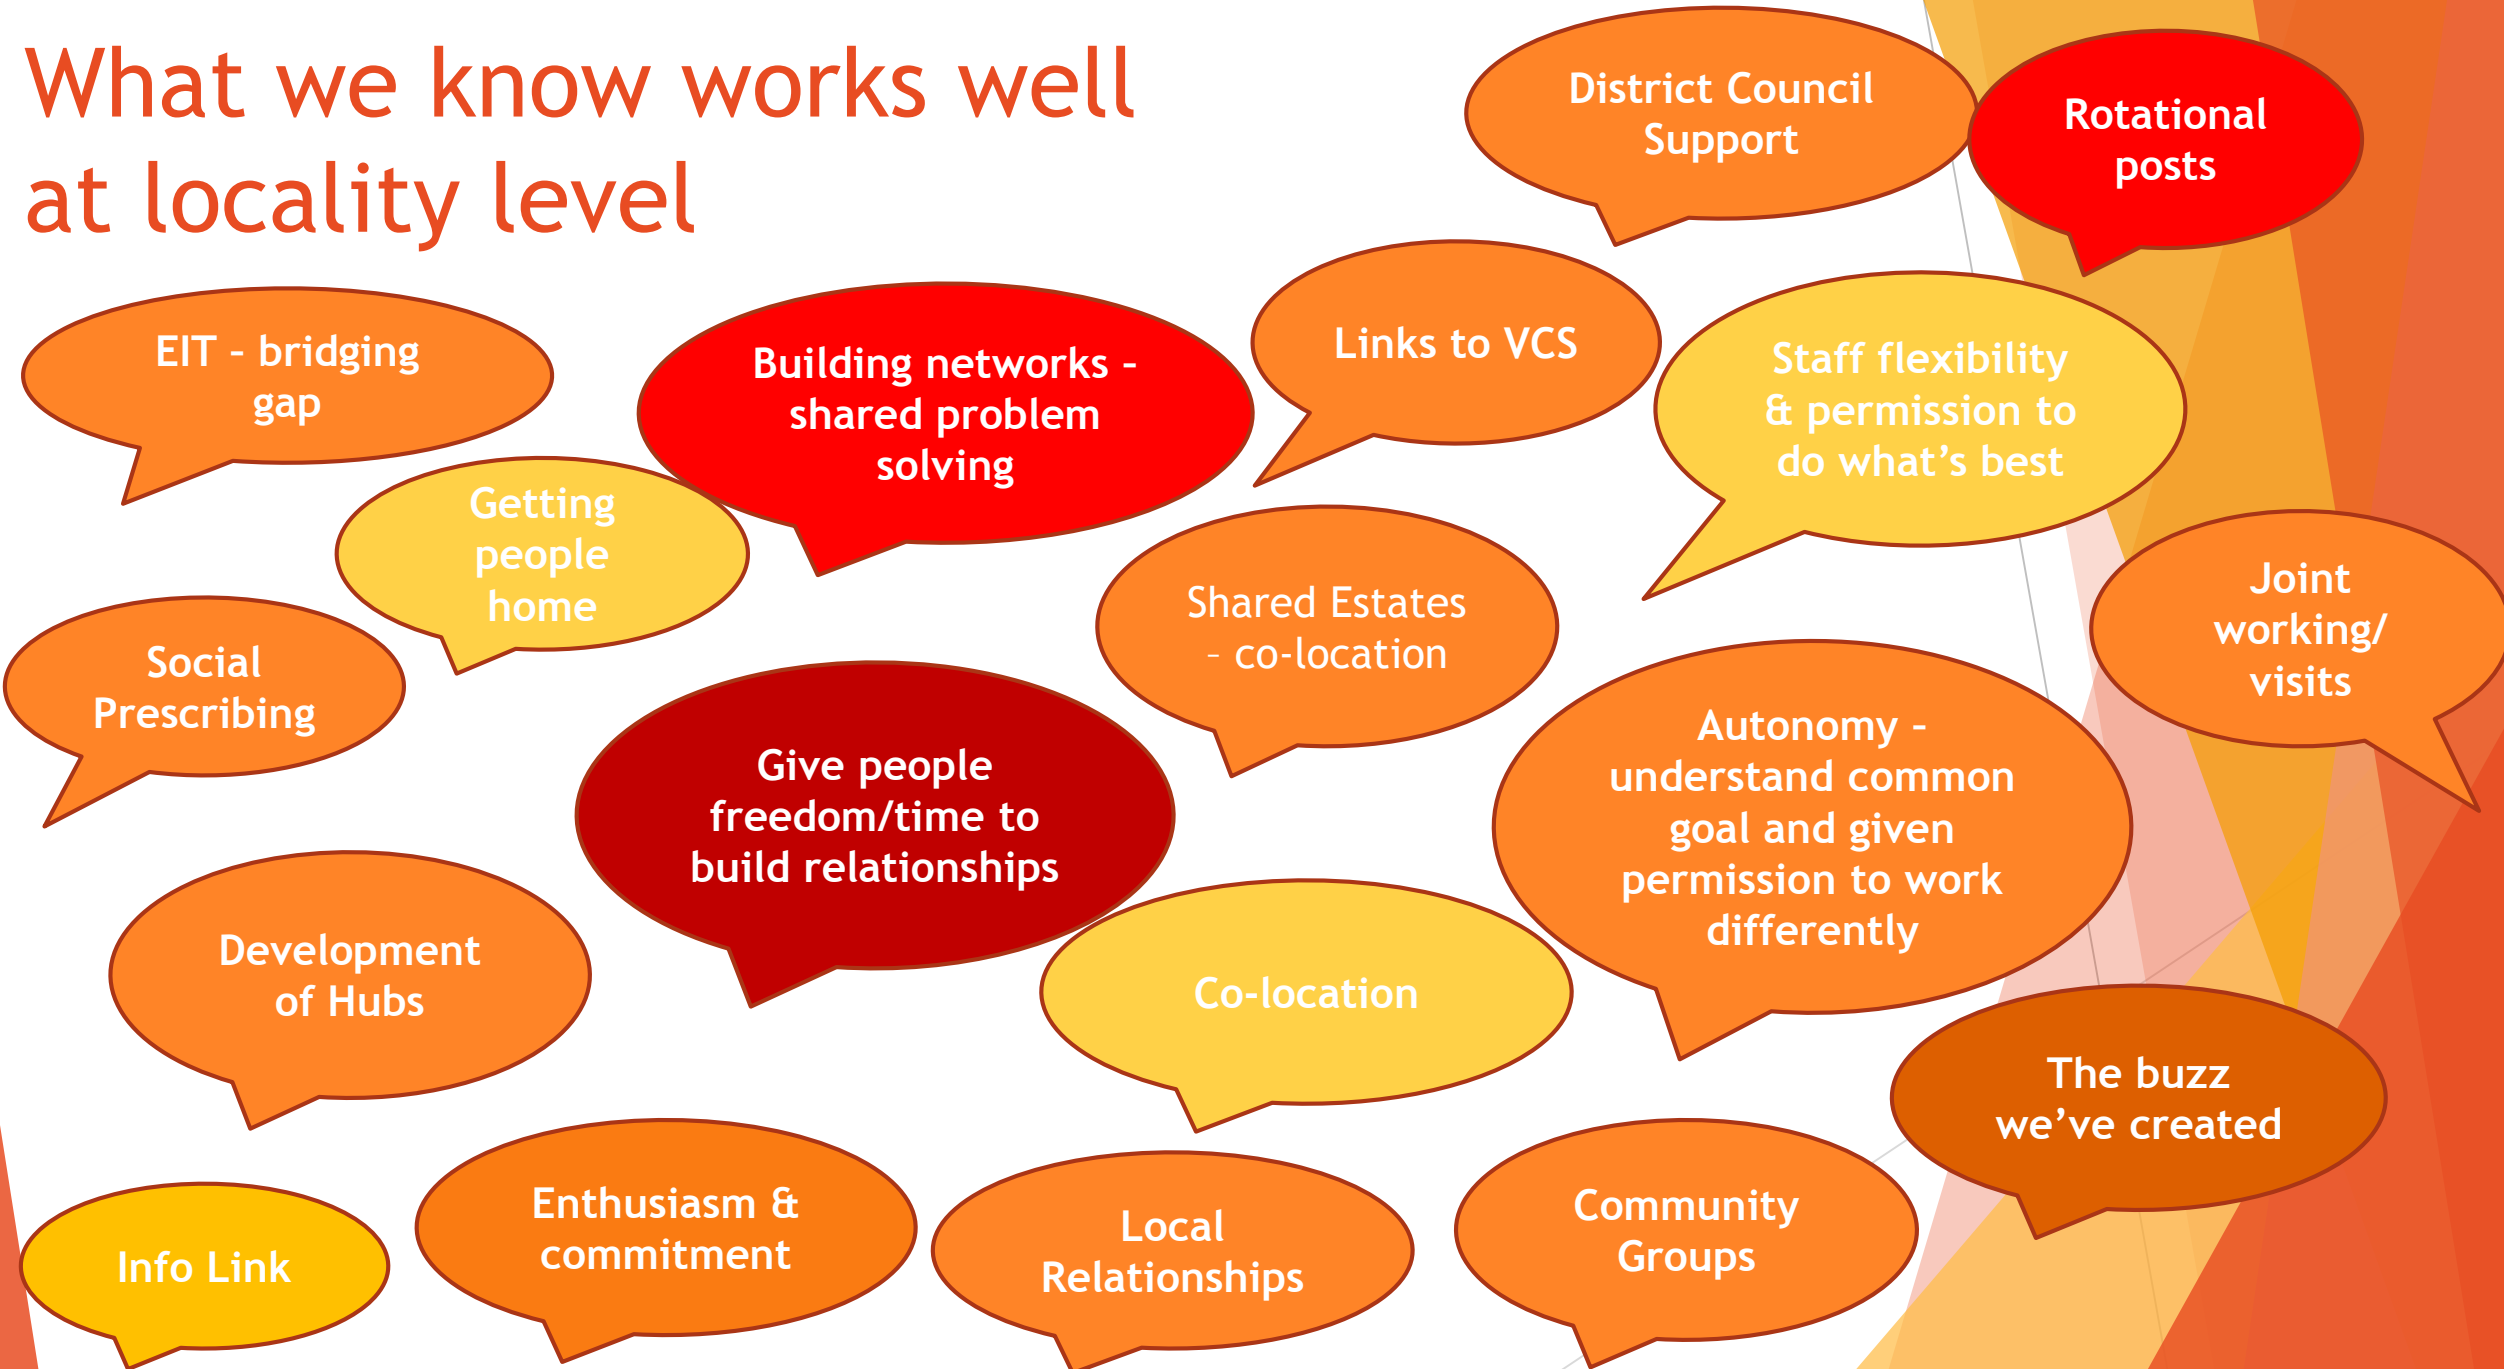 What we know works well
at locality level
District Council
Support
Rotational
posts
EIT – bridging
gap
Building networks –
shared problem
solving
Links to VCS
Staff flexibility
& permission to
do what’s best
Getting
people
home
Shared Estates
– co-location
Joint
working/
visits
Social
Prescribing
Give people
freedom/time to
build relationships
Autonomy –
understand common
goal and given
permission to work
differently
Development
of Hubs
Co-location
The buzz
we’ve created
Info Link
Enthusiasm &
commitment
Local
Relationships
Community
Groups